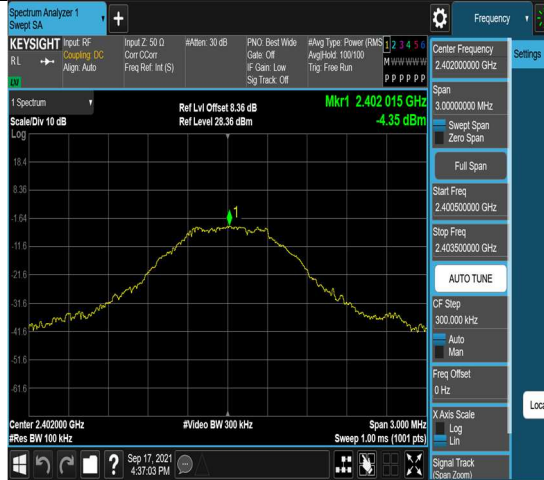 Spectrum Analyzer 1
Swept SA
Frequency
KEYSIGHT
RL
Input: RF
Coupling: DC
Align: Auto
Input Z: 50 Ω
Corr CCorr
Freq Ref: Int (S)
#Atten: 30 dB
PNO: Best Wide
Gate: Off
IF Gain: Low
Sig Track: Off
#Avg Type: Power (RMS
Avg|Hold: 100/100
Trig: Free Run
1 2 3 4 5 6
M W W W W W
P P P P P P
1 Spectrum
Scale/Div 10 dB
Ref Lvl Offset 8.36 dB
Ref Level 28.36 dBm
Mkr1 2.402 015 GHz
-4.35 dBm
Log
18.4
8.36
-1.64
-11.6
-21.6
-31.6
-41.6
-51.6
-61.6
1
Center 2.402000 GHz
#Res BW 100 kHz
#Video BW 300 kHz
Span 3.000 MHz
Sweep 1.00 ms (1001 pts)
?
Sep 17, 2021
4:37:03 PM
Center Frequency
2.402000000 GHz
Settings
Span
3.00000000 MHz
Swept Span
Zero Span
Full Span
Start Freq
2.400500000 GHz
Stop Freq
2.403500000 GHz
AUTO TUNE
CF Step
300.000 kHz
Auto
Man
Freq Offset
0 Hz
X Axis Scale
Log
Lin
Loca
Signal Track
(Span Zoom)